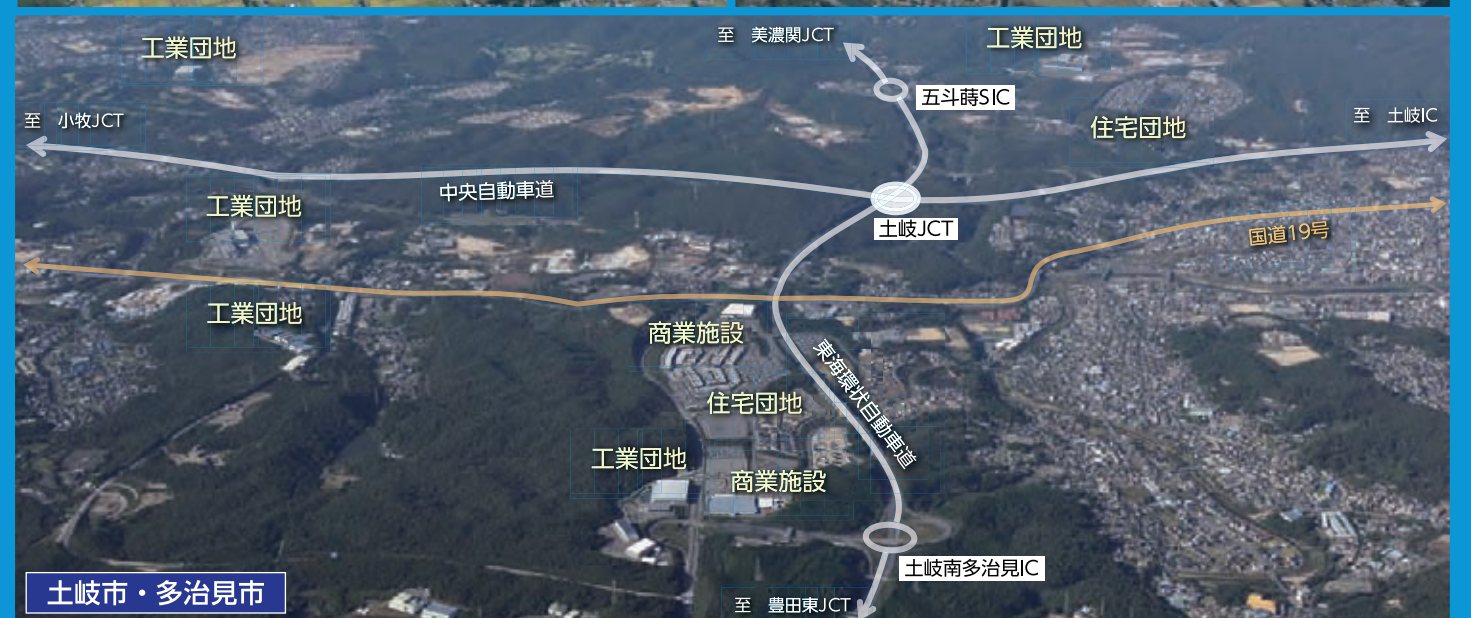 工業団地
至　美濃関JCT
工業団地
五斗蒔SIC
至　小牧JCT
住宅団地
至　土岐IC
中央自動車道
工業団地
土岐JCT
国道19号
工業団地
商業施設
東海環状自動車道
住宅団地
工業団地
商業施設
土岐南多治見IC
土岐市・多治見市
至　豊田東JCT